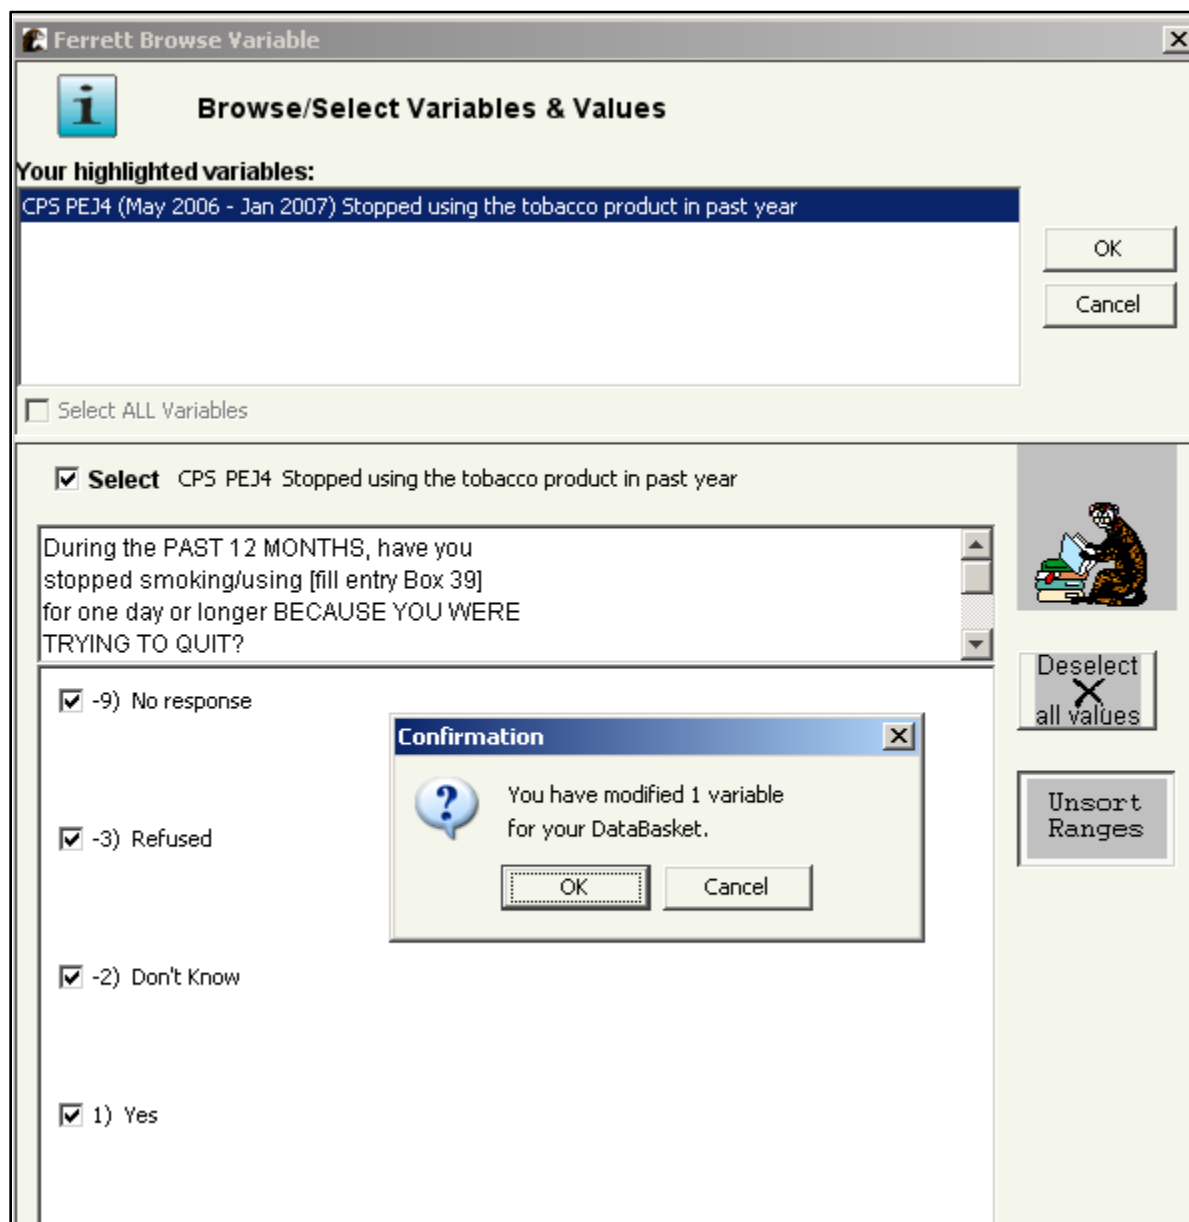 Ferrett Browse Variable
Browse/Select Variables & Values
Your highlighted variables:
CPS PEJ4 (May 2006 - Jan 2007) Stopped using the tobacco product in past year
OK
Cancel
Select ALL Variables
Select CPS PEJ4 Stopped using the tobacco product in past year
During the PAST 12 MONTHS, have you
stopped smoking/using [fill entry Box 39]
for one day or longer BECAUSE YOU WERE
TRYING TO QUIT?
Deselect
all values
-9) No response
Confirmation
You have modified 1 variable
for your DataBasket.
OK Cancel
Unsort
Ranges
-3) Refused
-2) Don't Know
1) Yes